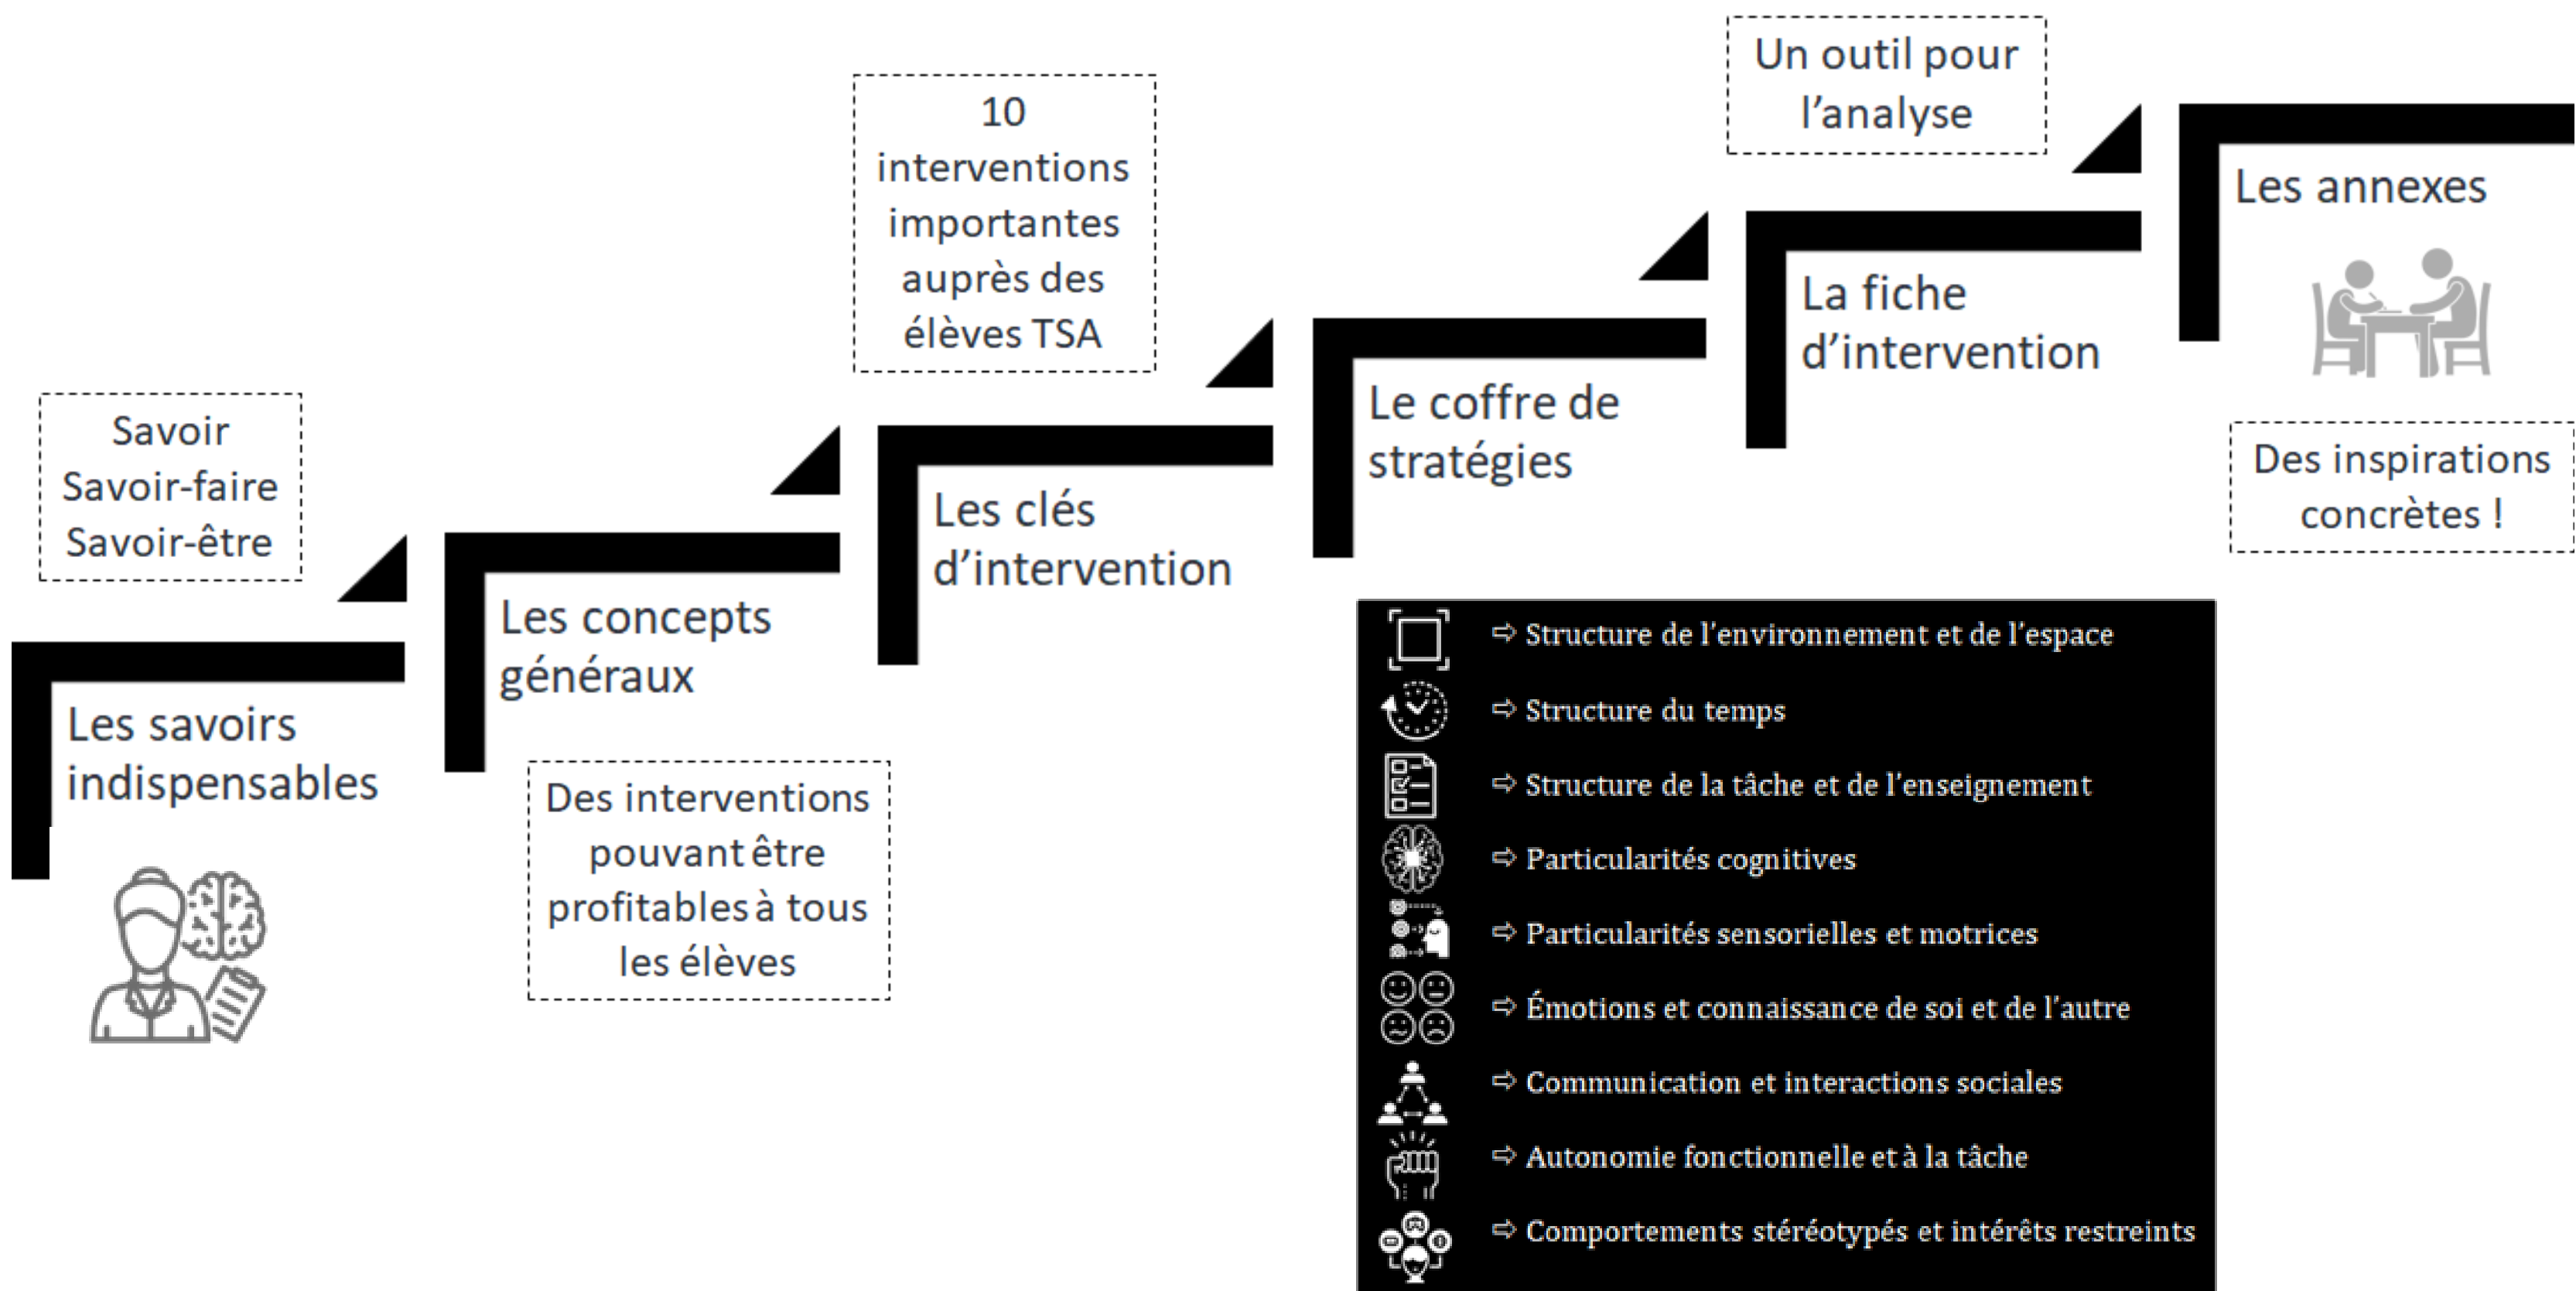 Savoir
Savoir-faire
Savoir-être
Les savoirs
indispensables
Les concepts
généraux
Des interventions
pouvant être
profitables à tous
les élèves
10
interventions
importantes
auprès des
élèves TSA
Les clés
d’intervention
Le coffre de
stratégies
⇨ Structure de l’environnement et de l’espace
⇨ Structure du temps
⇨ Structure de la tâche et de l’enseignement
⇨ Particularités cognitives
⇨ Particularités sensorielles et motrices
⇨ Émotions et connaissance de soi et de l’autre
⇨ Communication et interactions sociales
⇨ Autonomie fonctionnelle et à la tâche
⇨ Comportements stéréotypés et intérêts restreints
Un outil pour
l’analyse
La fiche
d’intervention
Les annexes
Des inspirations
concrètes !